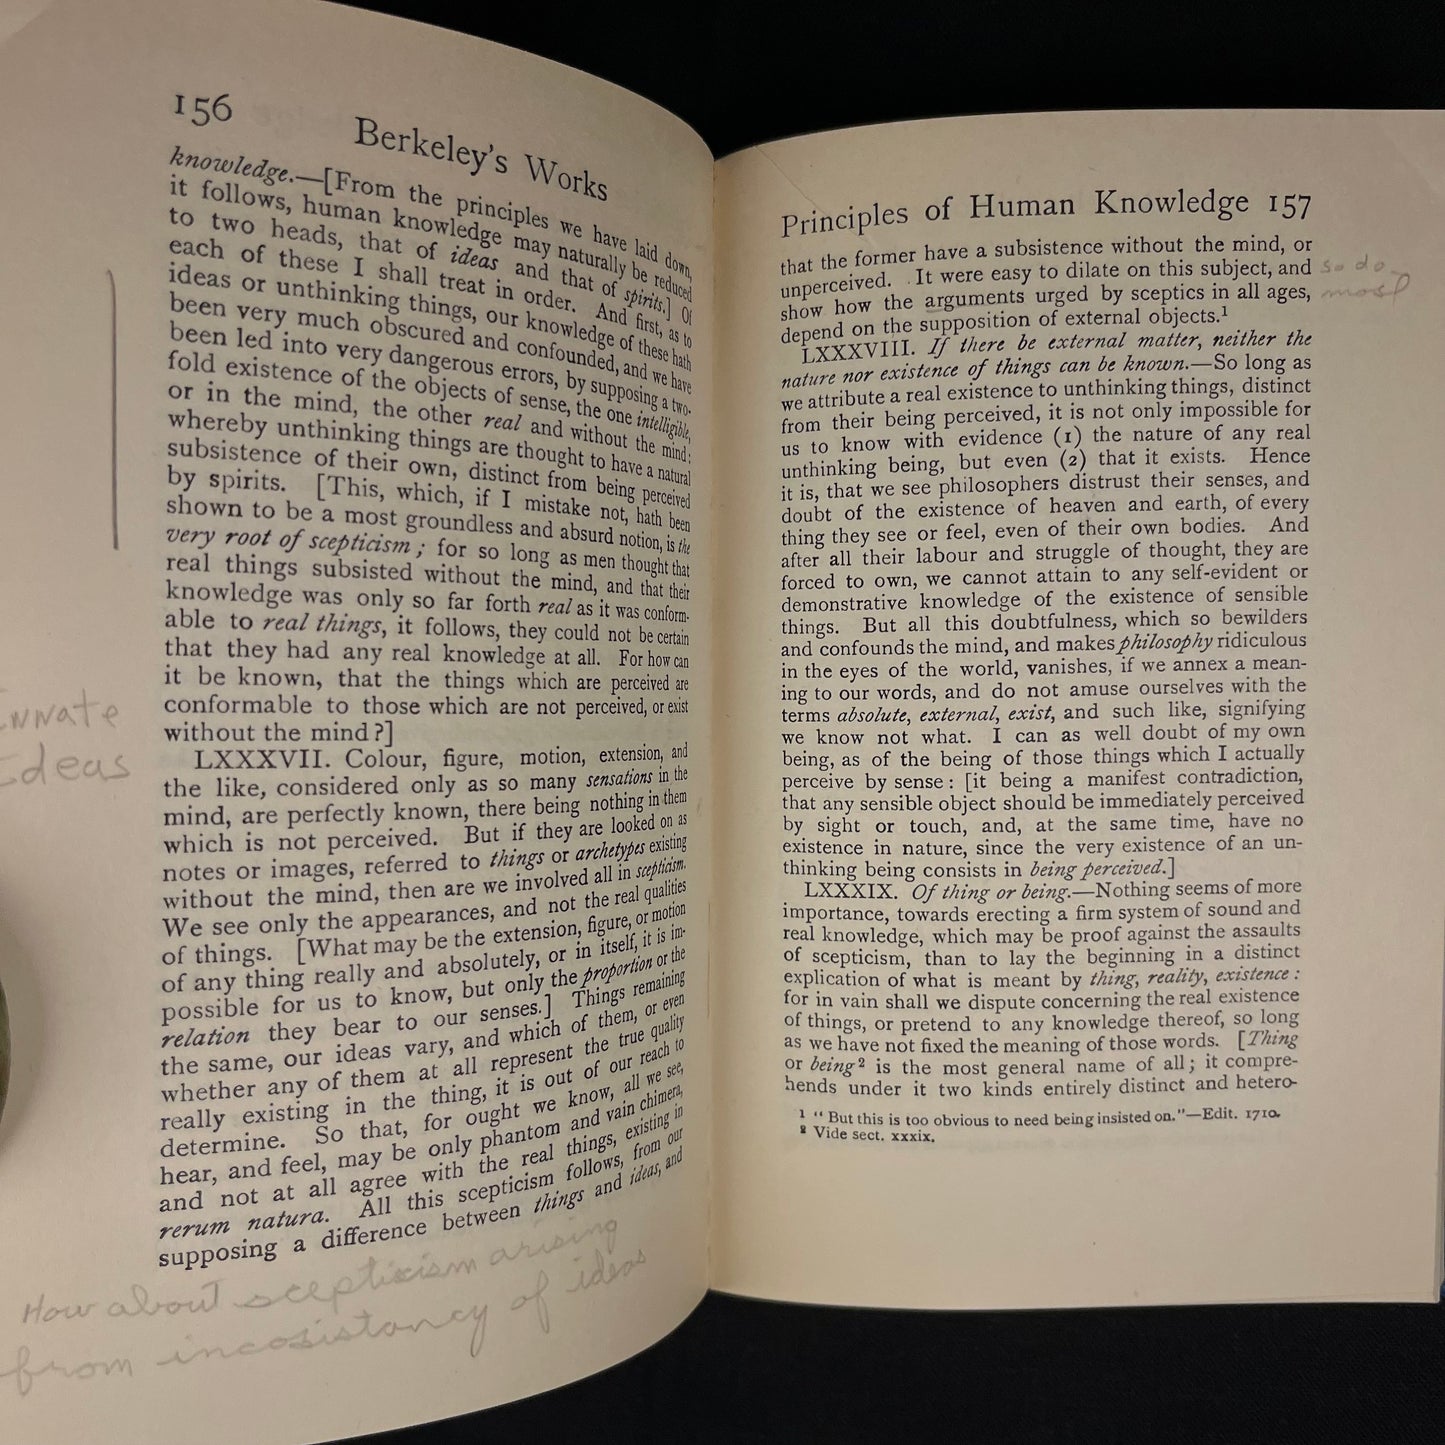 156
Berkeley's Works
knowledge.—[From the principles we have laid down,
it follows, human knowledge may naturally be reduced
to two heads, that of ideas and that of spirits.] Of
each of these I shall treat in order. And first, as to
ideas or unthinking things, our knowledge of these hath
been very much obscured and confounded, and we have
been led into very dangerous errors, by supposing a two-
fold existence of the objects of sense, the one intelligible,
or in the mind, the other real and without the mind:
whereby unthinking things are thought to have a natural
subsistence of their own, distinct from being perceived
by spirits. [This, which, if I mistake not, hath been
shown to be a most groundless and absurd notion, is the
very root of scepticism; for so long as men thought that
real things subsisted without the mind, and that their
knowledge was only so far forth real as it was conform-
able to real things, it follows, they could not be certain
that they had any real knowledge at all. For how can
it be known, that the things which are perceived are
conformable to those which are not perceived, or exist
without the mind?]
Innate
Ideas
LXXXVII. Colour, figure, motion, extension, and
the like, considered only as so many sensations in the
mind, are perfectly known, there being nothing in them
which is not perceived. But if they are looked on as
notes or images, referred to things or archetypes existing
without the mind, then are we involved all in scepticism.
We see only the appearances, and not the real qualities
of things. [What may be the extension, figure, or motion
of any thing really and absolutely, or in itself, it is im-
possible for us to know, but only the proportion or the
relation they bear to our senses.] Things remaining
the same, our ideas vary, and which of them, or even
whether any of them at all represent the true quality
really existing in the thing, it is out of our reach to
determine. So that, for ought we know, all we see,
hear, and feel, may be only phantom and vain chimera,
and not at all agree with the real things, existing in
rerum natura. All this scepticism follows, from our
supposing a difference between things and ideas, and
How about scepticism arising
from incosistancy of ideas
Principles of Human Knowledge 157
that the former have a subsistence without the mind, or
unperceived. It were easy to dilate on this subject, and
show how the arguments urged by sceptics in all ages,
depend on the supposition of external objects.¹
so do
most
LXXXVIII. If there be external matter, neither the
nature nor existence of things can be known.—So long as
we attribute a real existence to unthinking things, distinct
from their being perceived, it is not only impossible for
us to know with evidence (1) the nature of any real
unthinking being, but even (2) that it exists. Hence
it is, that we see philosophers distrust their senses, and
doubt of the existence of heaven and earth, of every
thing they see or feel, even of their own bodies. And
after all their labour and struggle of thought, they are
forced to own, we cannot attain to any self-evident or
demonstrative knowledge of the existence of sensible
things. But all this doubtfulness, which so bewilders
and confounds the mind, and makes philosophy ridiculous
in the eyes of the world, vanishes, if we annex a mean-
ing to our words, and do not amuse ourselves with the
terms absolute, external, exist, and such like, signifying
we know not what. I can as well doubt of my own
being, as of the being of those things which I actually
perceive by sense: [it being a manifest contradiction,
that any sensible object should be immediately perceived
by sight or touch, and, at the same time, have no
existence in nature, since the very existence of an un-
thinking being consists in being perceived.]
LXXXIX. Of thing or being.—Nothing seems of more
importance, towards erecting a firm system of sound and
real knowledge, which may be proof against the assaults
of scepticism, than to lay the beginning in a distinct
explication of what is meant by thing, reality, existence:
for in vain shall we dispute concerning the real existence
of things, or pretend to any knowledge thereof, so long
as we have not fixed the meaning of those words. [Thing
or being² is the most general name of all; it compre-
hends under it two kinds entirely distinct and hetero-
¹ "But this is too obvious to need being insisted on."—Edit. 1710.
² Vide sect. xxxix.